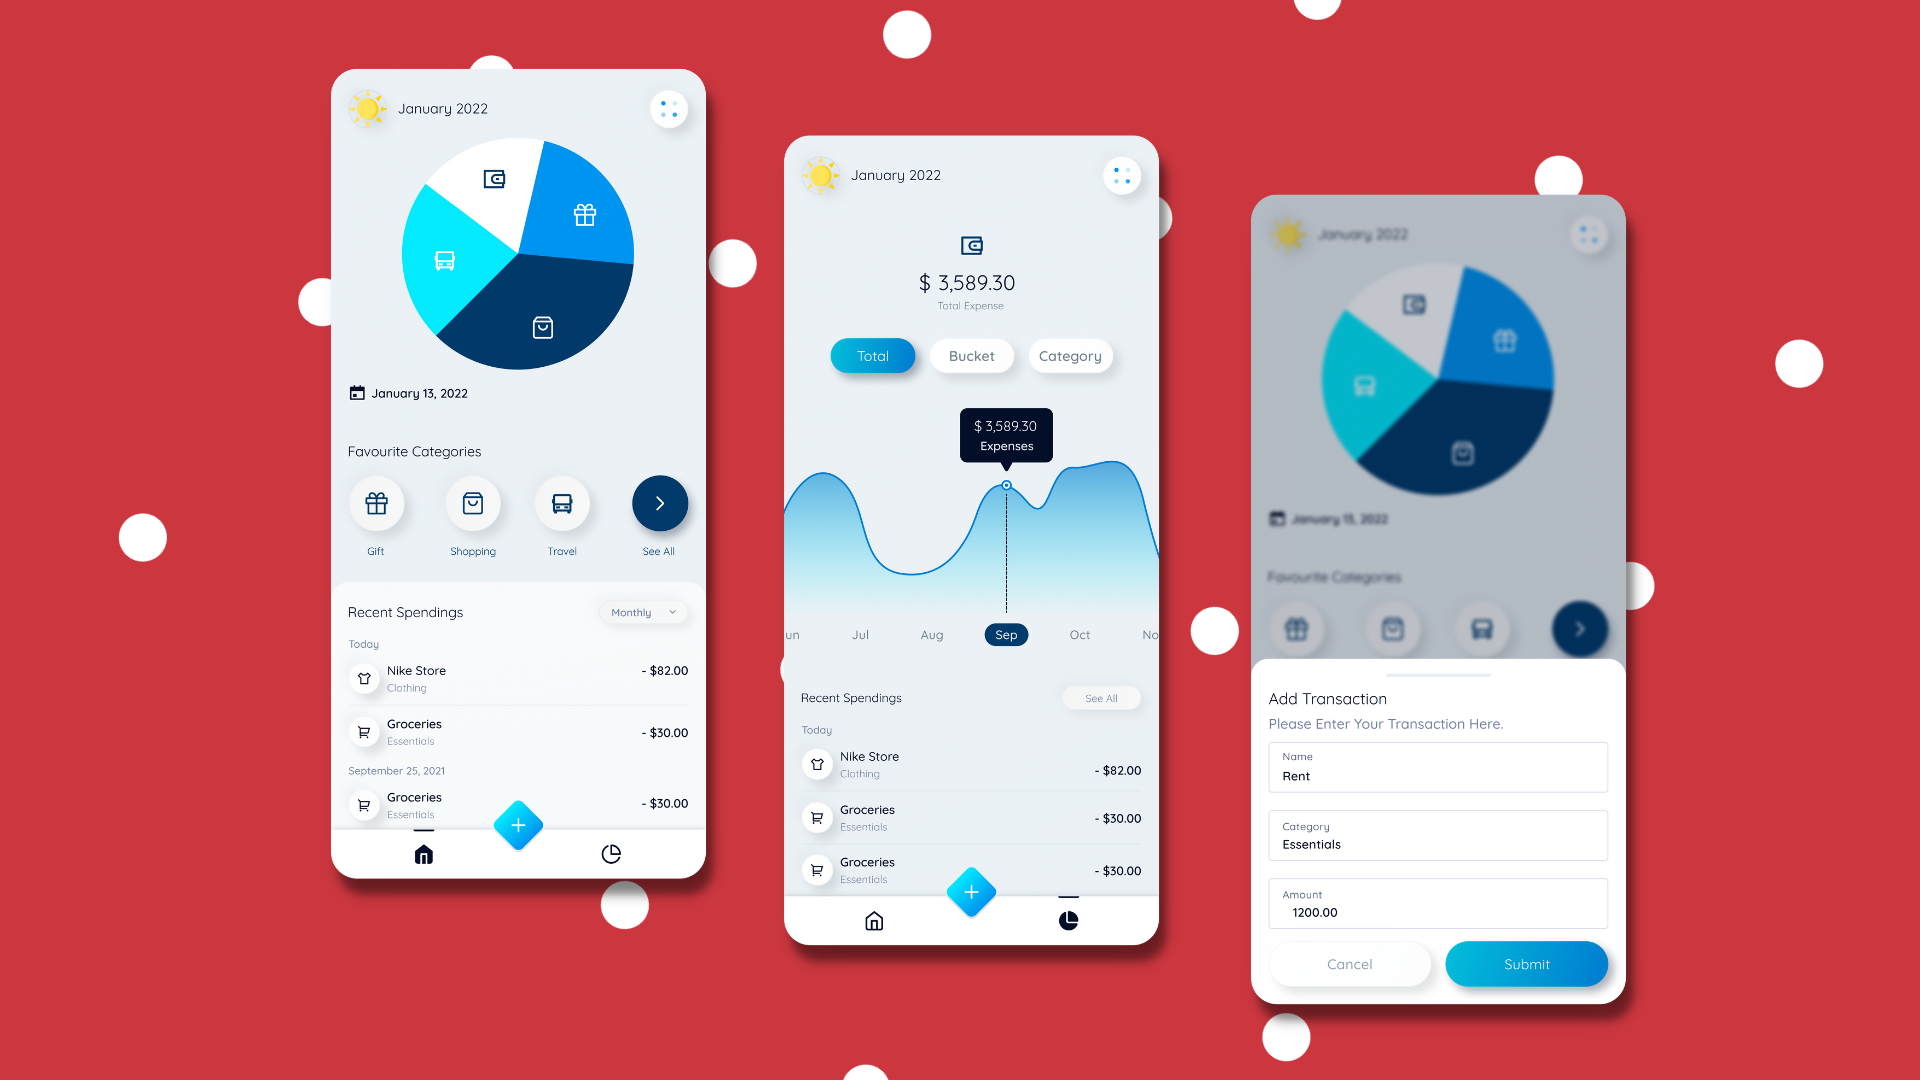 January 2022
January 13, 2022
Favourite Categories
Gift
Shopping
Travel
See All
Recent Spendings
Monthly
Today
Nike Store
- $82.00
Clothing
Groceries
- $30.00
Essentials
September 25, 2021
Groceries
- $30.00
Essentials
January 2022
$ 3,589.30
Total Expense
Total
Bucket
Category
$ 3,589.30
Expenses
un
Jul
Aug
Sep
Oct
No
Recent Spendings
See All
Today
Nike Store
- $82.00
Clothing
Groceries
- $30.00
Essentials
Groceries
- $30.00
Essentials
January 2022
January 13, 2022
Favourite Categories
Add Transaction
Please Enter Your Transaction Here.
Name
Rent
Category
Essentials
Amount
1200.00
Cancel
Submit